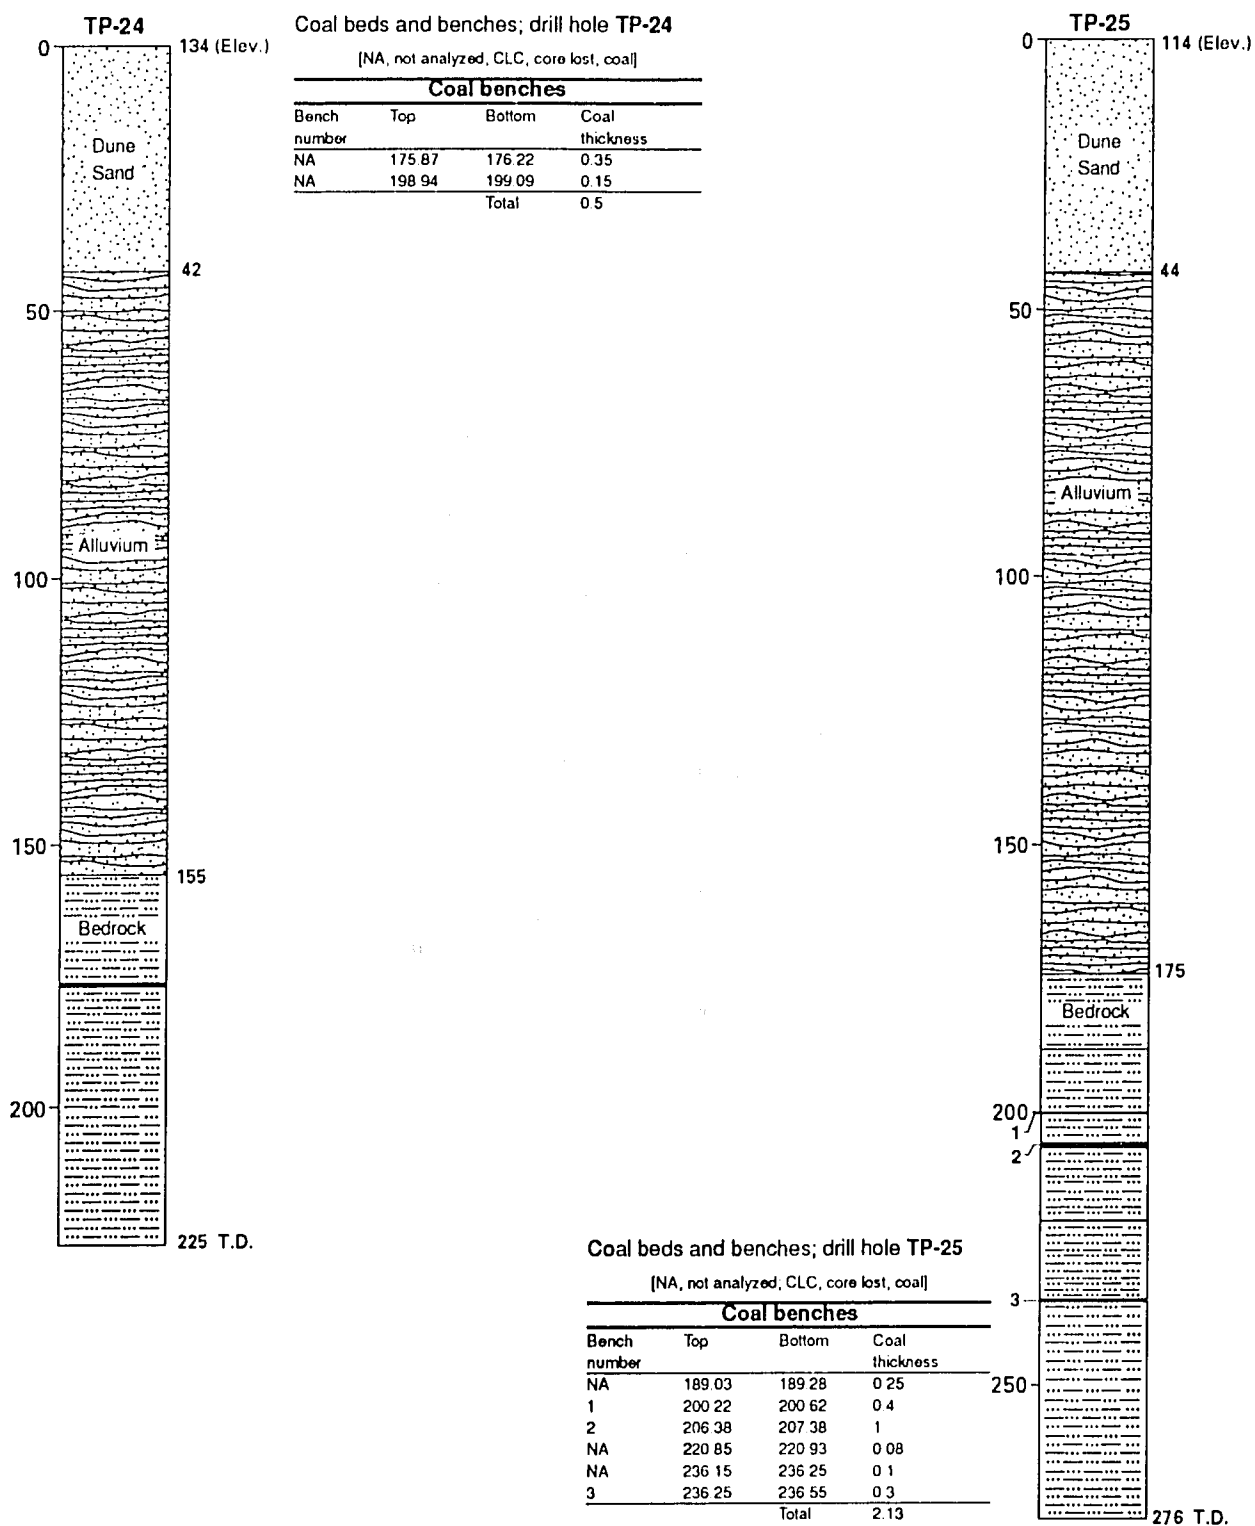 TP-24
0
134 (Elev.)
Dune
Sand
42
50
Alluvium
100
150
155
Bedrock
200
225 T.D.
Coal beds and benches; drill hole TP-24
[NA, not analyzed, CLC, core lost, coal]
Coal benches
Bench Top Bottom Coal
number thickness
NA 175.87 176.22 0.35
NA 198 94 199.09 0.15
Total 0.5
TP-25
0
114 (Elev.)
Dune
Sand
44
50
Alluvium
100
150
175
Bedrock
200
1
2
3
250
276 T.D.
Coal beds and benches; drill hole TP-25
[NA, not analyzed; CLC, core lost, coal]
Coal benches
Bench Top Bottom Coal
number thickness
NA 189.03 189.28 0 25
1 200 22 200 62 0 4
2 206 38 207 38 1
NA 220 85 220 93 0 08
NA 236 15 236 25 0 1
3 236 25 236 55 0 3
Total 2.13